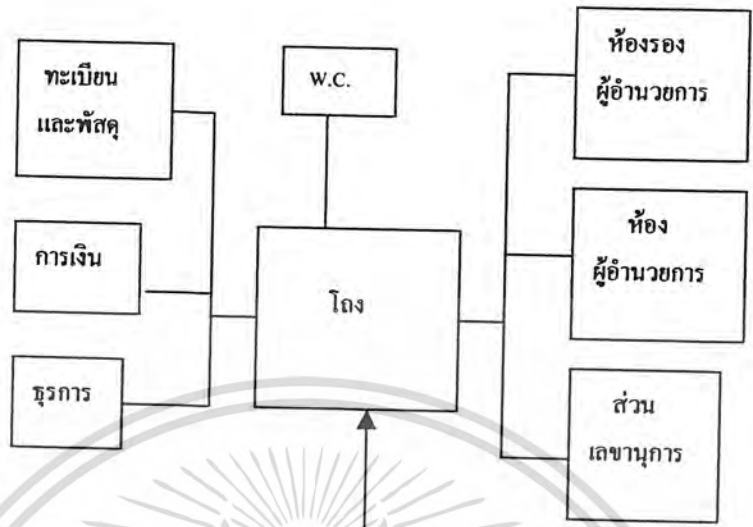 ทะเบียน
และพัสดุ
W.C.
ห้องรอง
ผู้อำนวยการ
การเงิน
โถง
ห้อง
ผู้อำนวยการ
ธุรการ
ส่วน
เลขานุการ